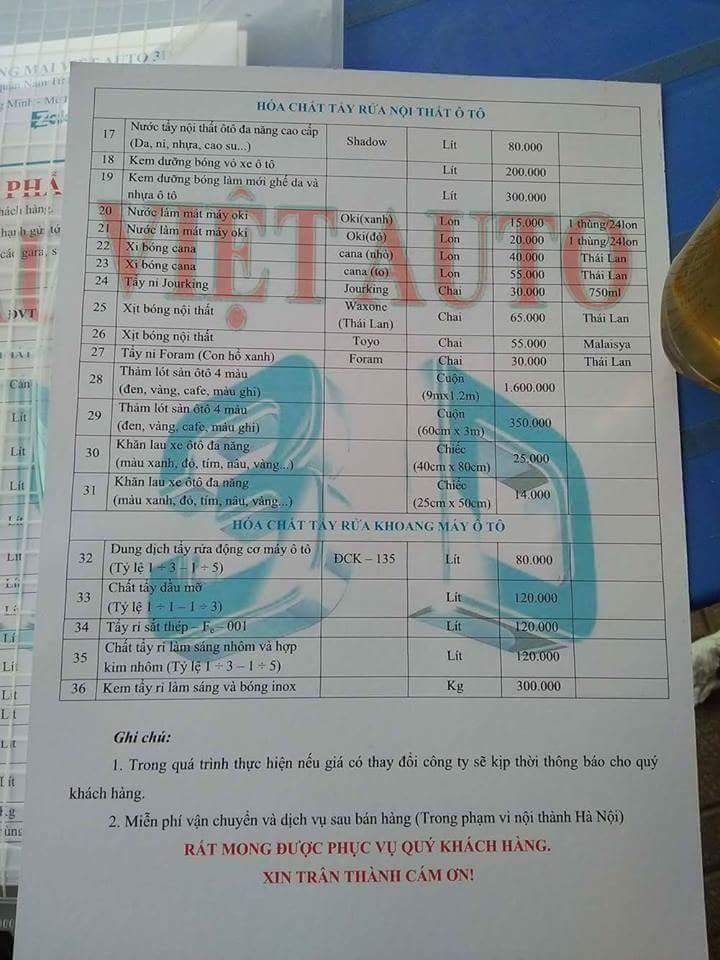 NG MẠI VIỆT AUTO 3T
HÓA CHẤT TẨY RỬA NỘI THẤT Ô TÔ
17 Nước tẩy nội thất ôtô đa năng cao cấp (Da, nỉ, nhựa, cao su...) Shadow Lít 80.000
18 Kem dưỡng bóng vỏ xe ô tô Lít 200.000
19 Kem dưỡng bóng làm mới ghế da và nhựa ô tô Lít 300.000
20 Nước làm mát máy oki Oki(xanh) Lon 15.000 1 thùng/24lon
21 Nước làm mát máy oki Oki(đỏ) Lon 20.000 1 thùng/24lon
22 Xi bóng cana cana (nhỏ) Lon 40.000 Thái Lan
23 Xi bóng cana cana (to) Lon 55.000 Thái Lan
24 Tẩy nỉ Jourking Jourking Chai 30.000 750ml
25 Xịt bóng nội thất Waxone (Thái Lan) Chai 65.000 Thái Lan
26 Xịt bóng nội thất Toyo Chai 55.000 Malaisya
27 Tẩy nỉ Foram (Con hổ xanh) Foram Chai 30.000 Thái Lan
28 Thảm lót sàn ôtô 4 màu (đen, vàng, cafe, màu ghi) Cuộn (9mx1.2m) 1.600.000
29 Thảm lót sàn ôtô 4 màu (đen, vàng, cafe, màu ghi) Cuộn (60cm x 3m) 350.000
30 Khăn lau xe ôtô đa năng (màu xanh, đỏ, tím, nâu, vàng...) Chiếc (40cm x 80cm) 25.000
31 Khăn lau xe ôtô đa năng (màu xanh, đỏ, tím, nâu, vàng...) Chiếc (25cm x 50cm) 14.000
HÓA CHẤT TẨY RỬA KHOANG MÁY Ô TÔ
32 Dung dịch tẩy rửa động cơ máy ô tô (Tỷ lệ 1 ÷ 3 – 1 ÷ 5) ĐCK – 135 Lít 80.000
33 Chất tẩy dầu mỡ (Tỷ lệ 1 ÷ 1 – 1 ÷ 3) Lít 120.000
34 Tẩy rỉ sắt thép – Fe – 001 Lít 120.000
35 Chất tẩy rỉ làm sáng nhôm và hợp kim nhôm (Tỷ lệ 1 ÷ 3 – 1 ÷ 5) Lít 120.000
36 Kem tẩy rỉ làm sáng và bóng inox Kg 300.000
VIỆT AUTO
Ghi chú:
1. Trong quá trình thực hiện nếu giá có thay đổi công ty sẽ kịp thời thông báo cho quý
khách hàng.
2. Miễn phí vận chuyển và dịch vụ sau bán hàng (Trong phạm vi nội thành Hà Nội)
RẤT MONG ĐƯỢC PHỤC VỤ QUÝ KHÁCH HÀNG.
XIN TRÂN THÀNH CÁM ƠN!